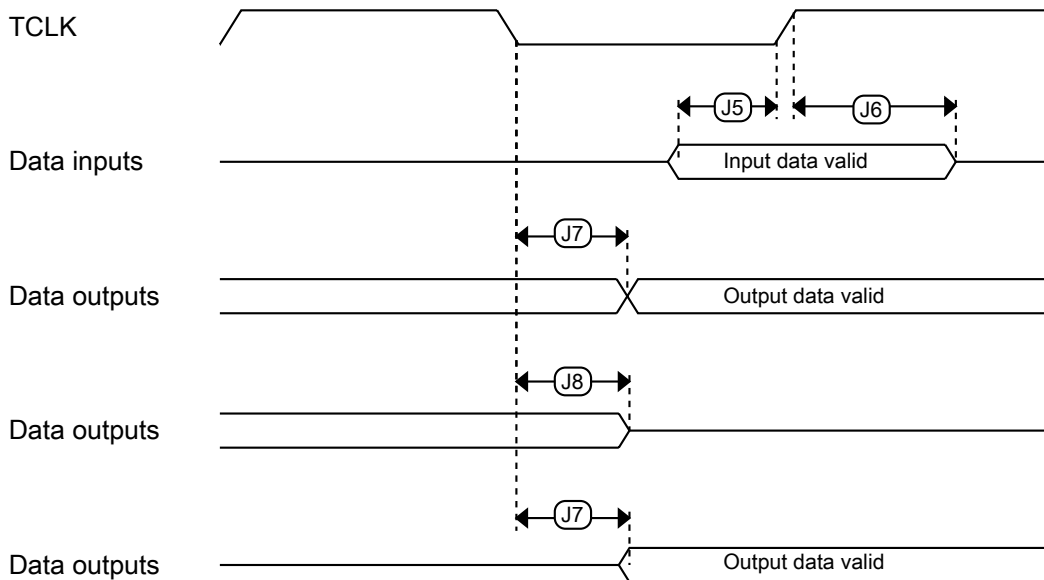 TCLK
J5
J6
Data inputs
Input data valid
J7
Data outputs
Output data valid
J8
Data outputs
J7
Data outputs
Output data valid